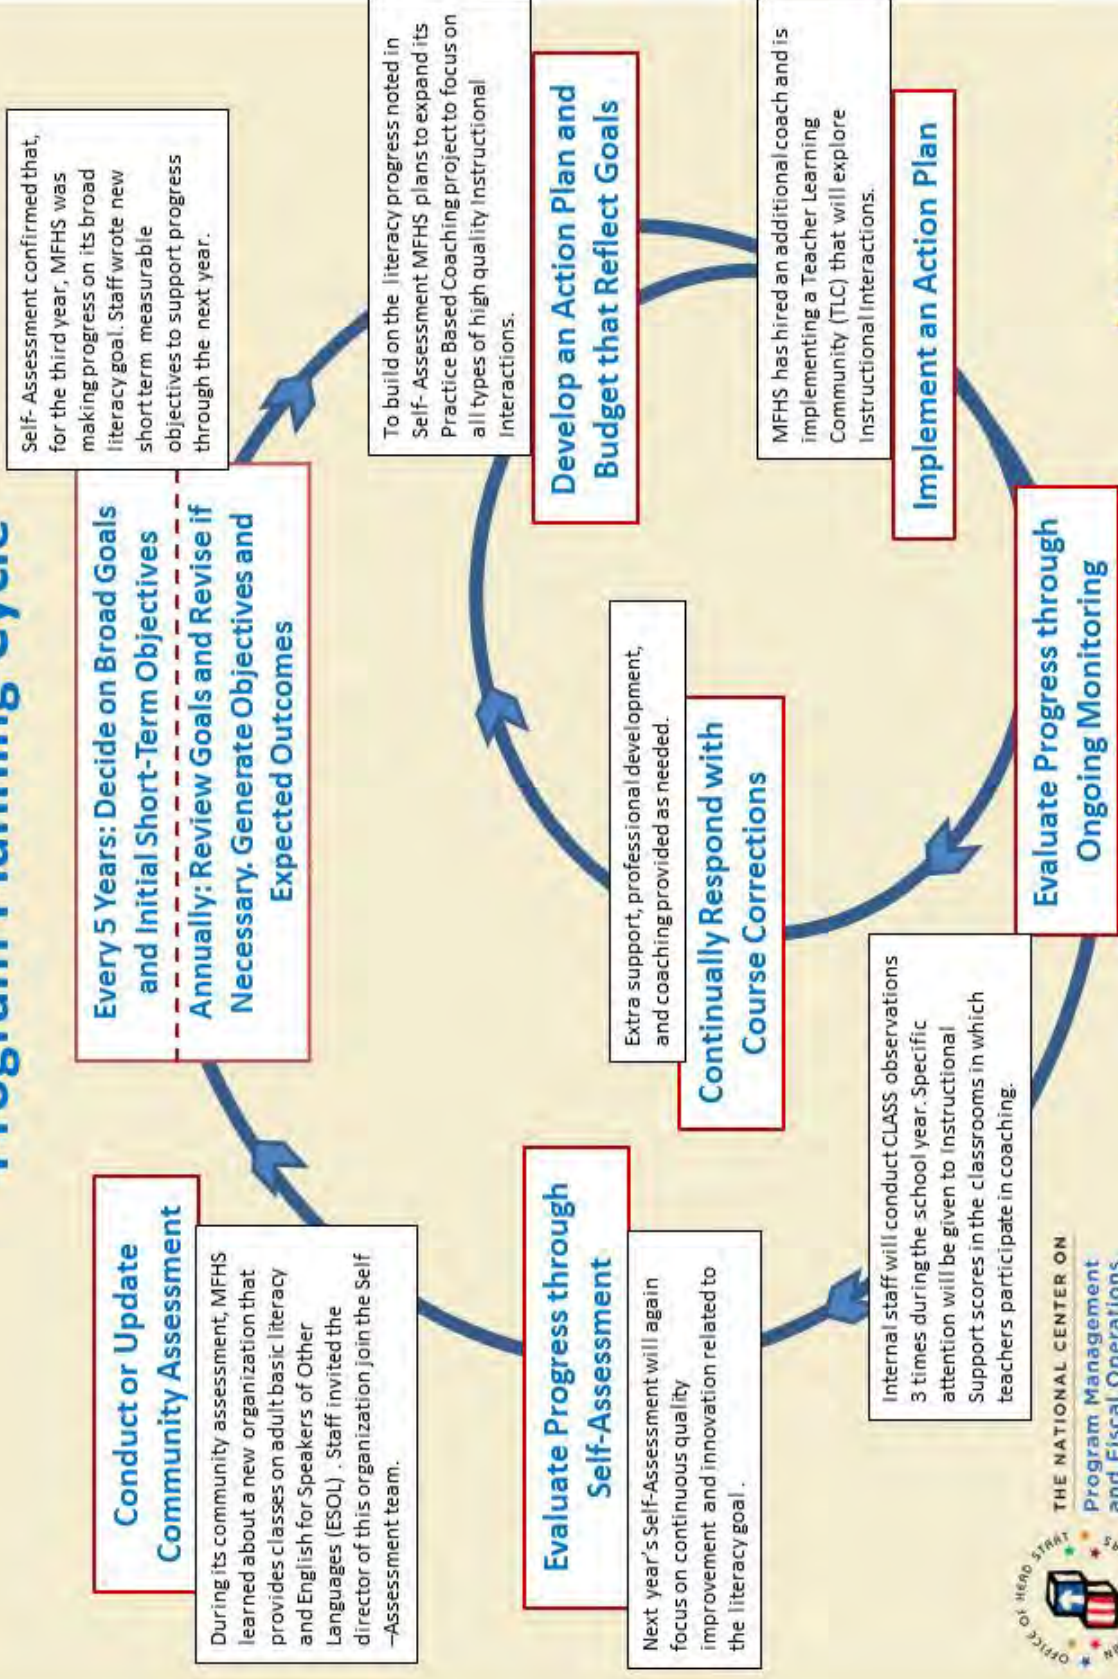 Program Planning Cycle
Conduct or Update
Community Assessment
During its community assessment, MFHS
learned about a new organization that
provides classes on adult basic literacy
and English for Speakers of Other
Languages (ESOL) . Staff invited the
director of this organization join the Self
–Assessment team.
Every 5 Years: Decide on Broad Goals
and Initial Short-Term Objectives
Annually: Review Goals and Revise if
Necessary. Generate Objectives and
Expected Outcomes
Self- Assessment confirmed that,
for the third year, MFHS was
making progress on its broad
literacy goal. Staff wrote new
short term measurable
objectives to support progress
through the next year.
To build on the literacy progress noted in
Self- Assessment MFHS plans to expand its
Practice Based Coaching project to focus on
all types of high quality Instructional
Interactions.
Develop an Action Plan and
Budget that Reflect Goals
MFHS has hired an additional coach and is
implementing a Teacher Learning
Community (TLC) that will explore
Instructional Interactions.
Implement an Action Plan
Evaluate Progress through
Ongoing Monitoring
Internal staff will conduct CLASS observations
3 times during the school year. Specific
attention will be given to Instructional
Support scores in the classrooms in which
teachers participate in coaching.
Extra support, professional development,
and coaching provided as needed.
Continually Respond with
Course Corrections
Evaluate Progress through
Self-Assessment
Next year's Self-Assessment will again
focus on continuous quality
improvement and innovation related to
the literacy goal .
OFFICE OF HEAD START
THE NATIONAL CENTER ON
Program Management
and Fiscal Operations